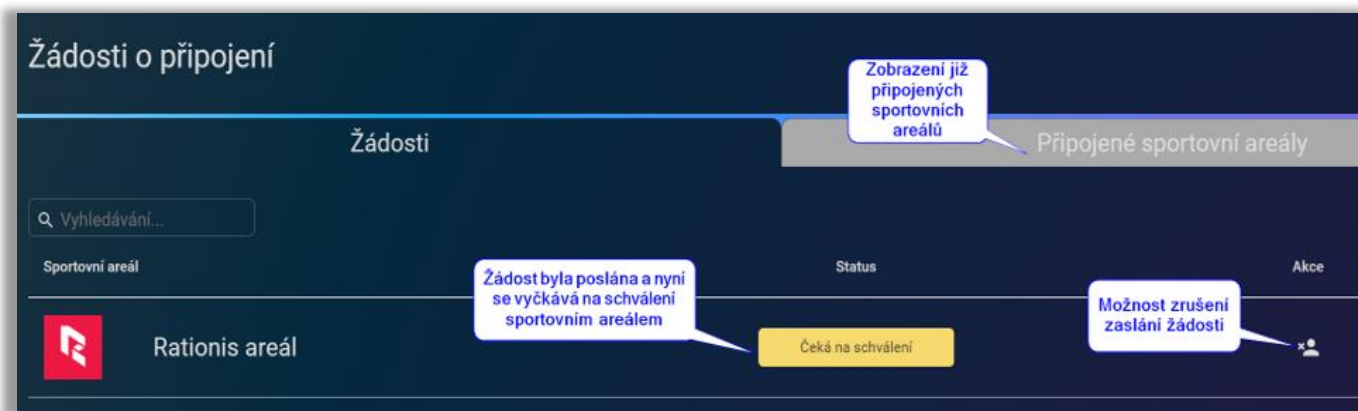 Žádosti o připojení
Zobrazení již
připojených
sportovních
areálů
Žádosti
Připojené sportovní areály
Vyhledávání...
Sportovní areál
Status
Akce
Žádost byla poslána a nyní
se vyčkává na schválení
sportovním areálem
Možnost zrušení
zaslání žádosti
Rationis areál
Čeká na schválení